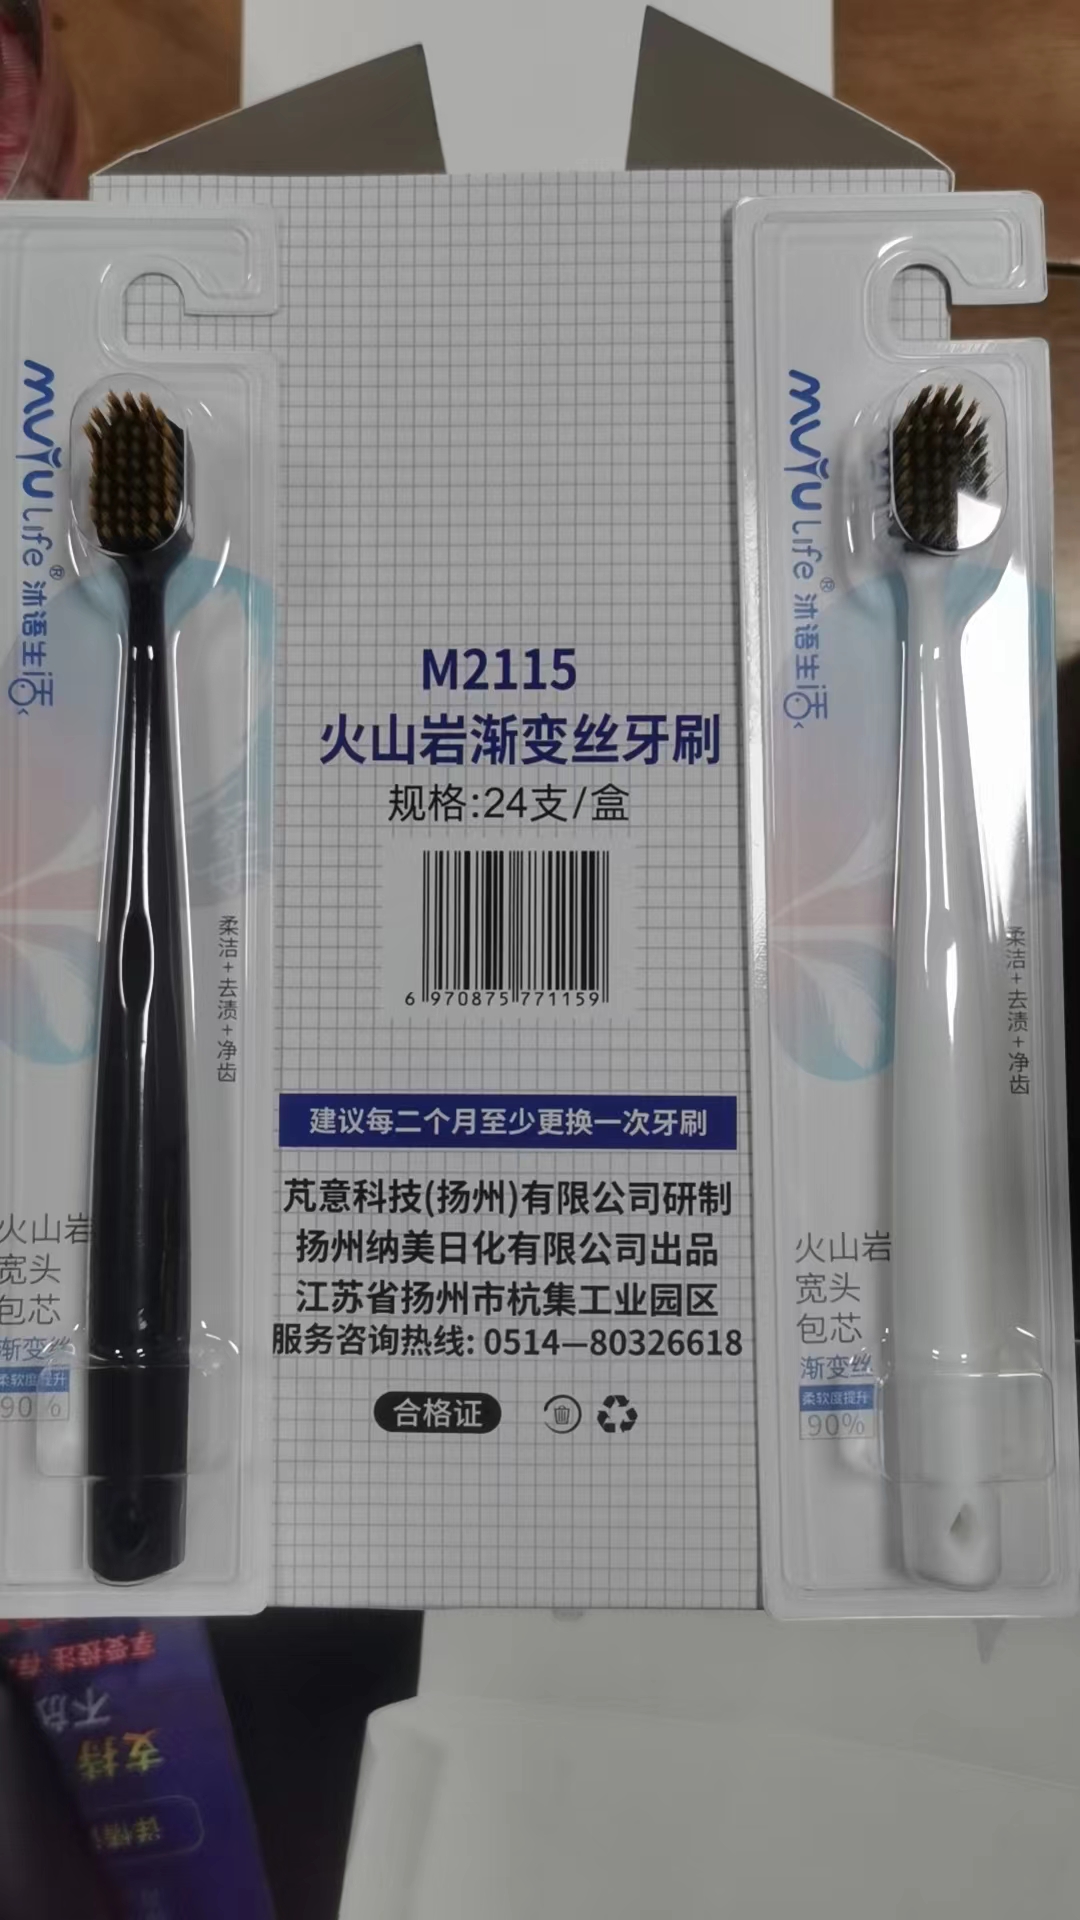 muyu Life®
沐语生活
柔洁+去渍+净齿
火山岩
宽头
包芯
渐变丝
柔软度提升
90%
M2115
火山岩渐变丝牙刷
规格:24支/盒
6 970875 771159
建议每二个月至少更换一次牙刷
芃意科技(扬州)有限公司研制
扬州纳美日化有限公司出品
江苏省扬州市杭集工业园区
服务咨询热线: 0514—80326618
合格证
muyu Life®
沐语生活
柔洁+去渍+净齿
火山岩
宽头
包芯
渐变丝
柔软度提升
90%
支持